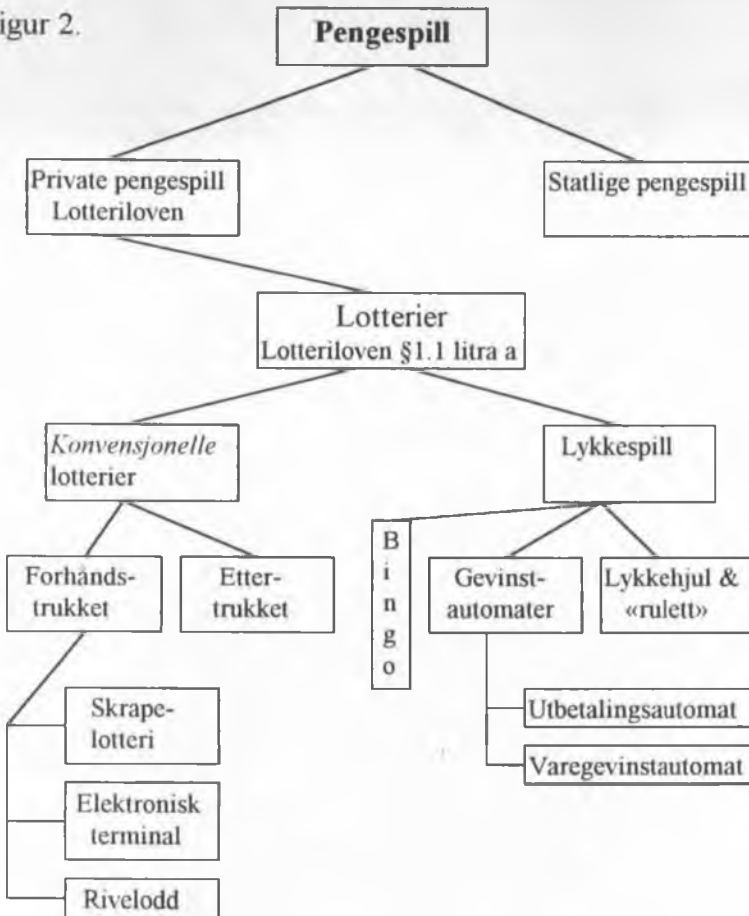 igur 2.
Pengespill
Private pengespill
Lotteriloven
Statlige pengespill
Lotterier
Lotteriloven §1.1 litra a
Konvensjonelle
lotterier
Lykkespill
B
i
n
g
o
Forhånds-
trukket
Etter-
trukket
Gevinst-
automater
Lykkehjul &
«rulett»
Skrape-
lotteri
Elektronisk
terminal
Rivelodd
Utbetalingsautomat
Varegevinstautomat